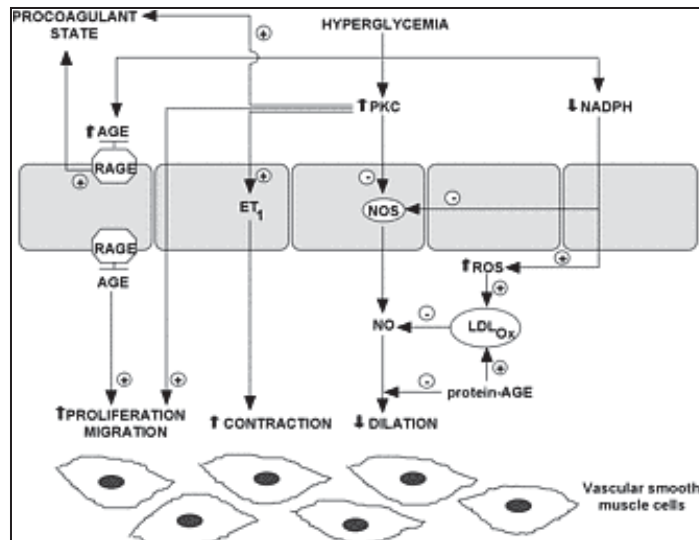 PROCOAGULANT
STATE
+
HYPERGLYCEMIA
⬆PKC
⬇NADPH
⬆AGE
RAGE
+
+
-
ET1
NOS
-
RAGE
AGE
⬆ROS
+
+
NO
-
LDLOx
+
+
-
+
protein-AGE
⬆PROLIFERATION
MIGRATION
⬆ CONTRACTION
⬇ DILATION
Vascular smooth
muscle cells